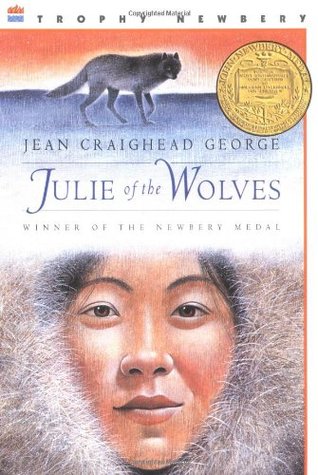 TROPHY NEWBERY
JEAN CRAIGHEAD GEORGE
JULIE of the WOLVES
WINNER OF THE NEWBERY MEDAL